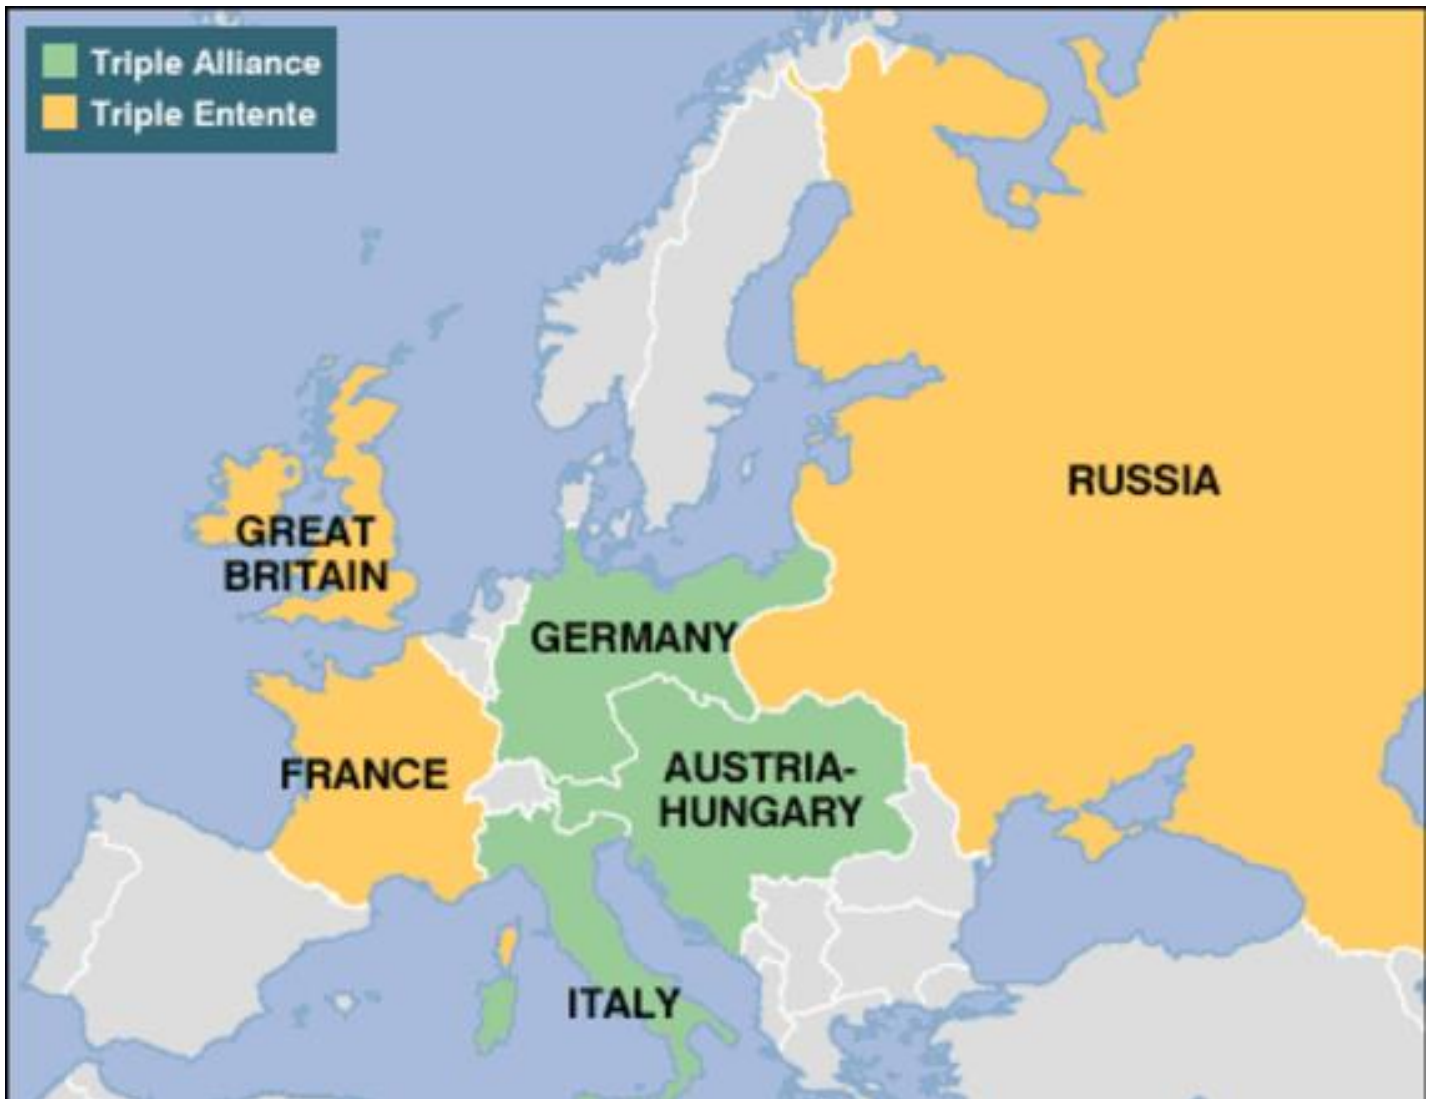 Triple Alliance
Triple Entente
RUSSIA
GREAT
BRITAIN
GERMANY
FRANCE
AUSTRIA-
HUNGARY
ITALY